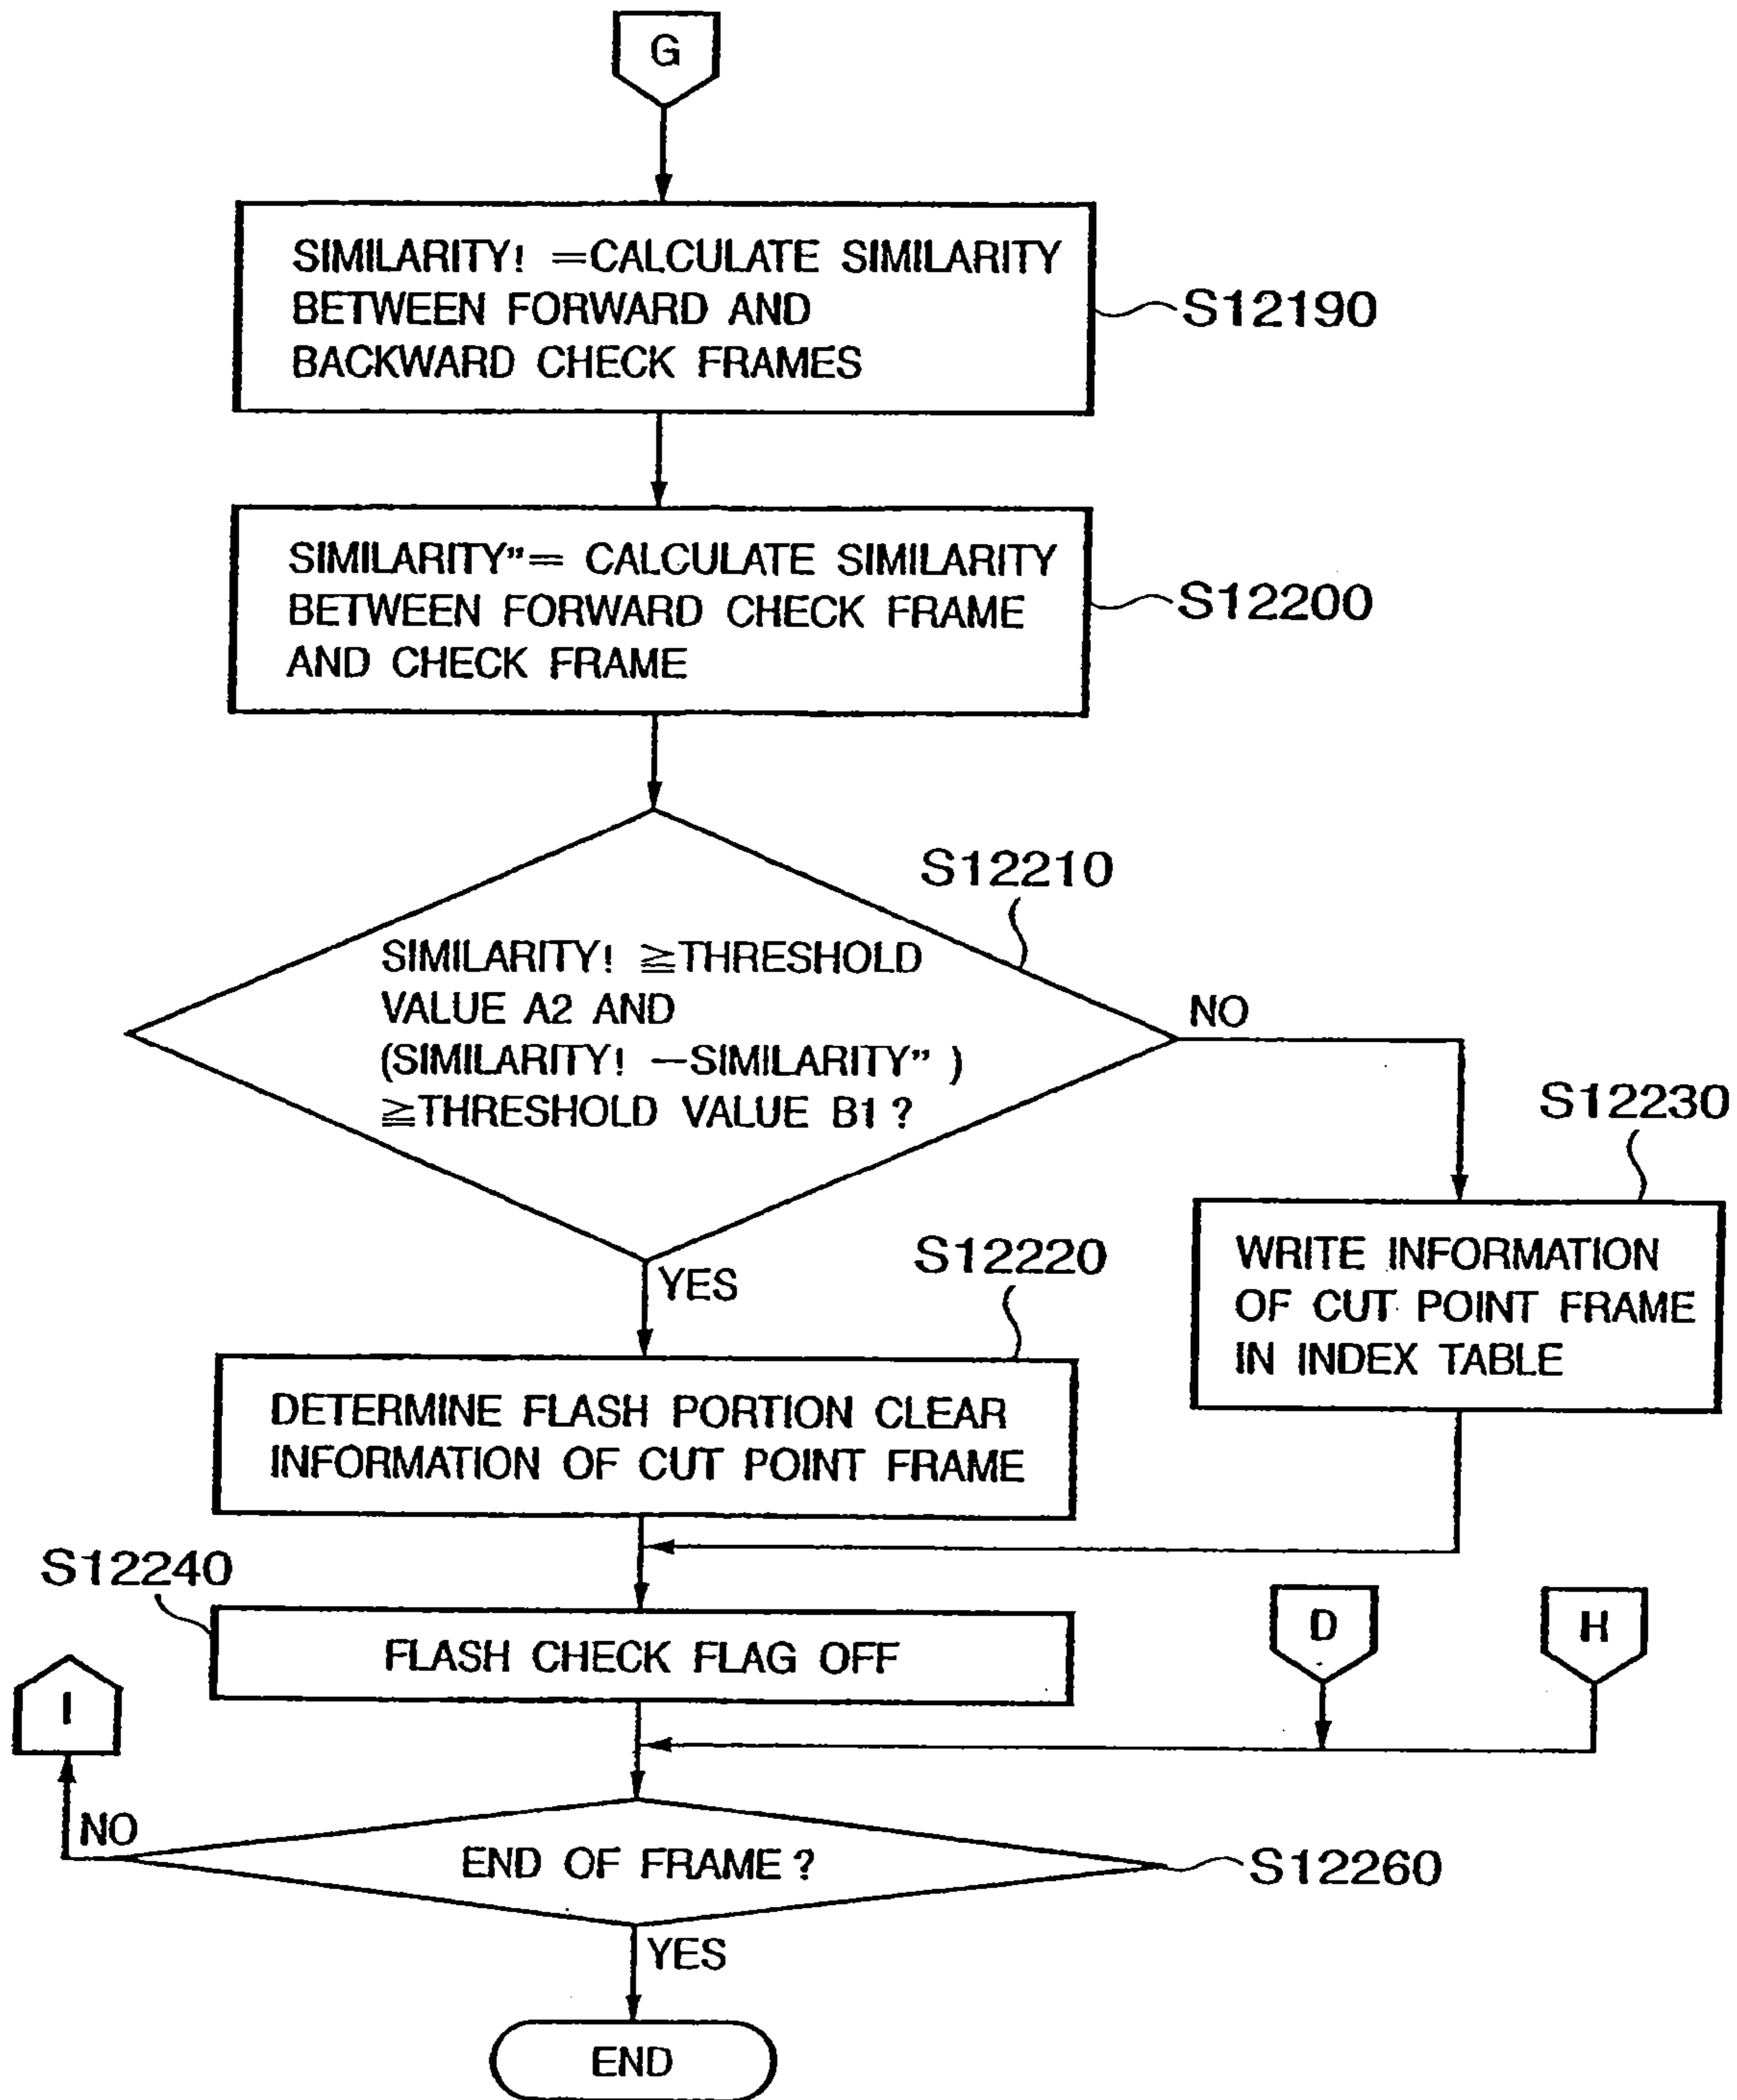 G
SIMILARITY! =CALCULATE SIMILARITY
BETWEEN FORWARD AND
BACKWARD CHECK FRAMES
S12190
SIMILARITY"= CALCULATE SIMILARITY
BETWEEN FORWARD CHECK FRAME
AND CHECK FRAME
S12200
S12210
SIMILARITY! ≧THRESHOLD
VALUE A2 AND
(SIMILARITY! —SIMILARITY" )
≧THRESHOLD VALUE B1 ?
NO
S12230
WRITE INFORMATION
OF CUT POINT FRAME
IN INDEX TABLE
YES
S12220
DETERMINE FLASH PORTION CLEAR
INFORMATION OF CUT POINT FRAME
S12240
FLASH CHECK FLAG OFF
D
H
I
NO
END OF FRAME ?
S12260
YES
END